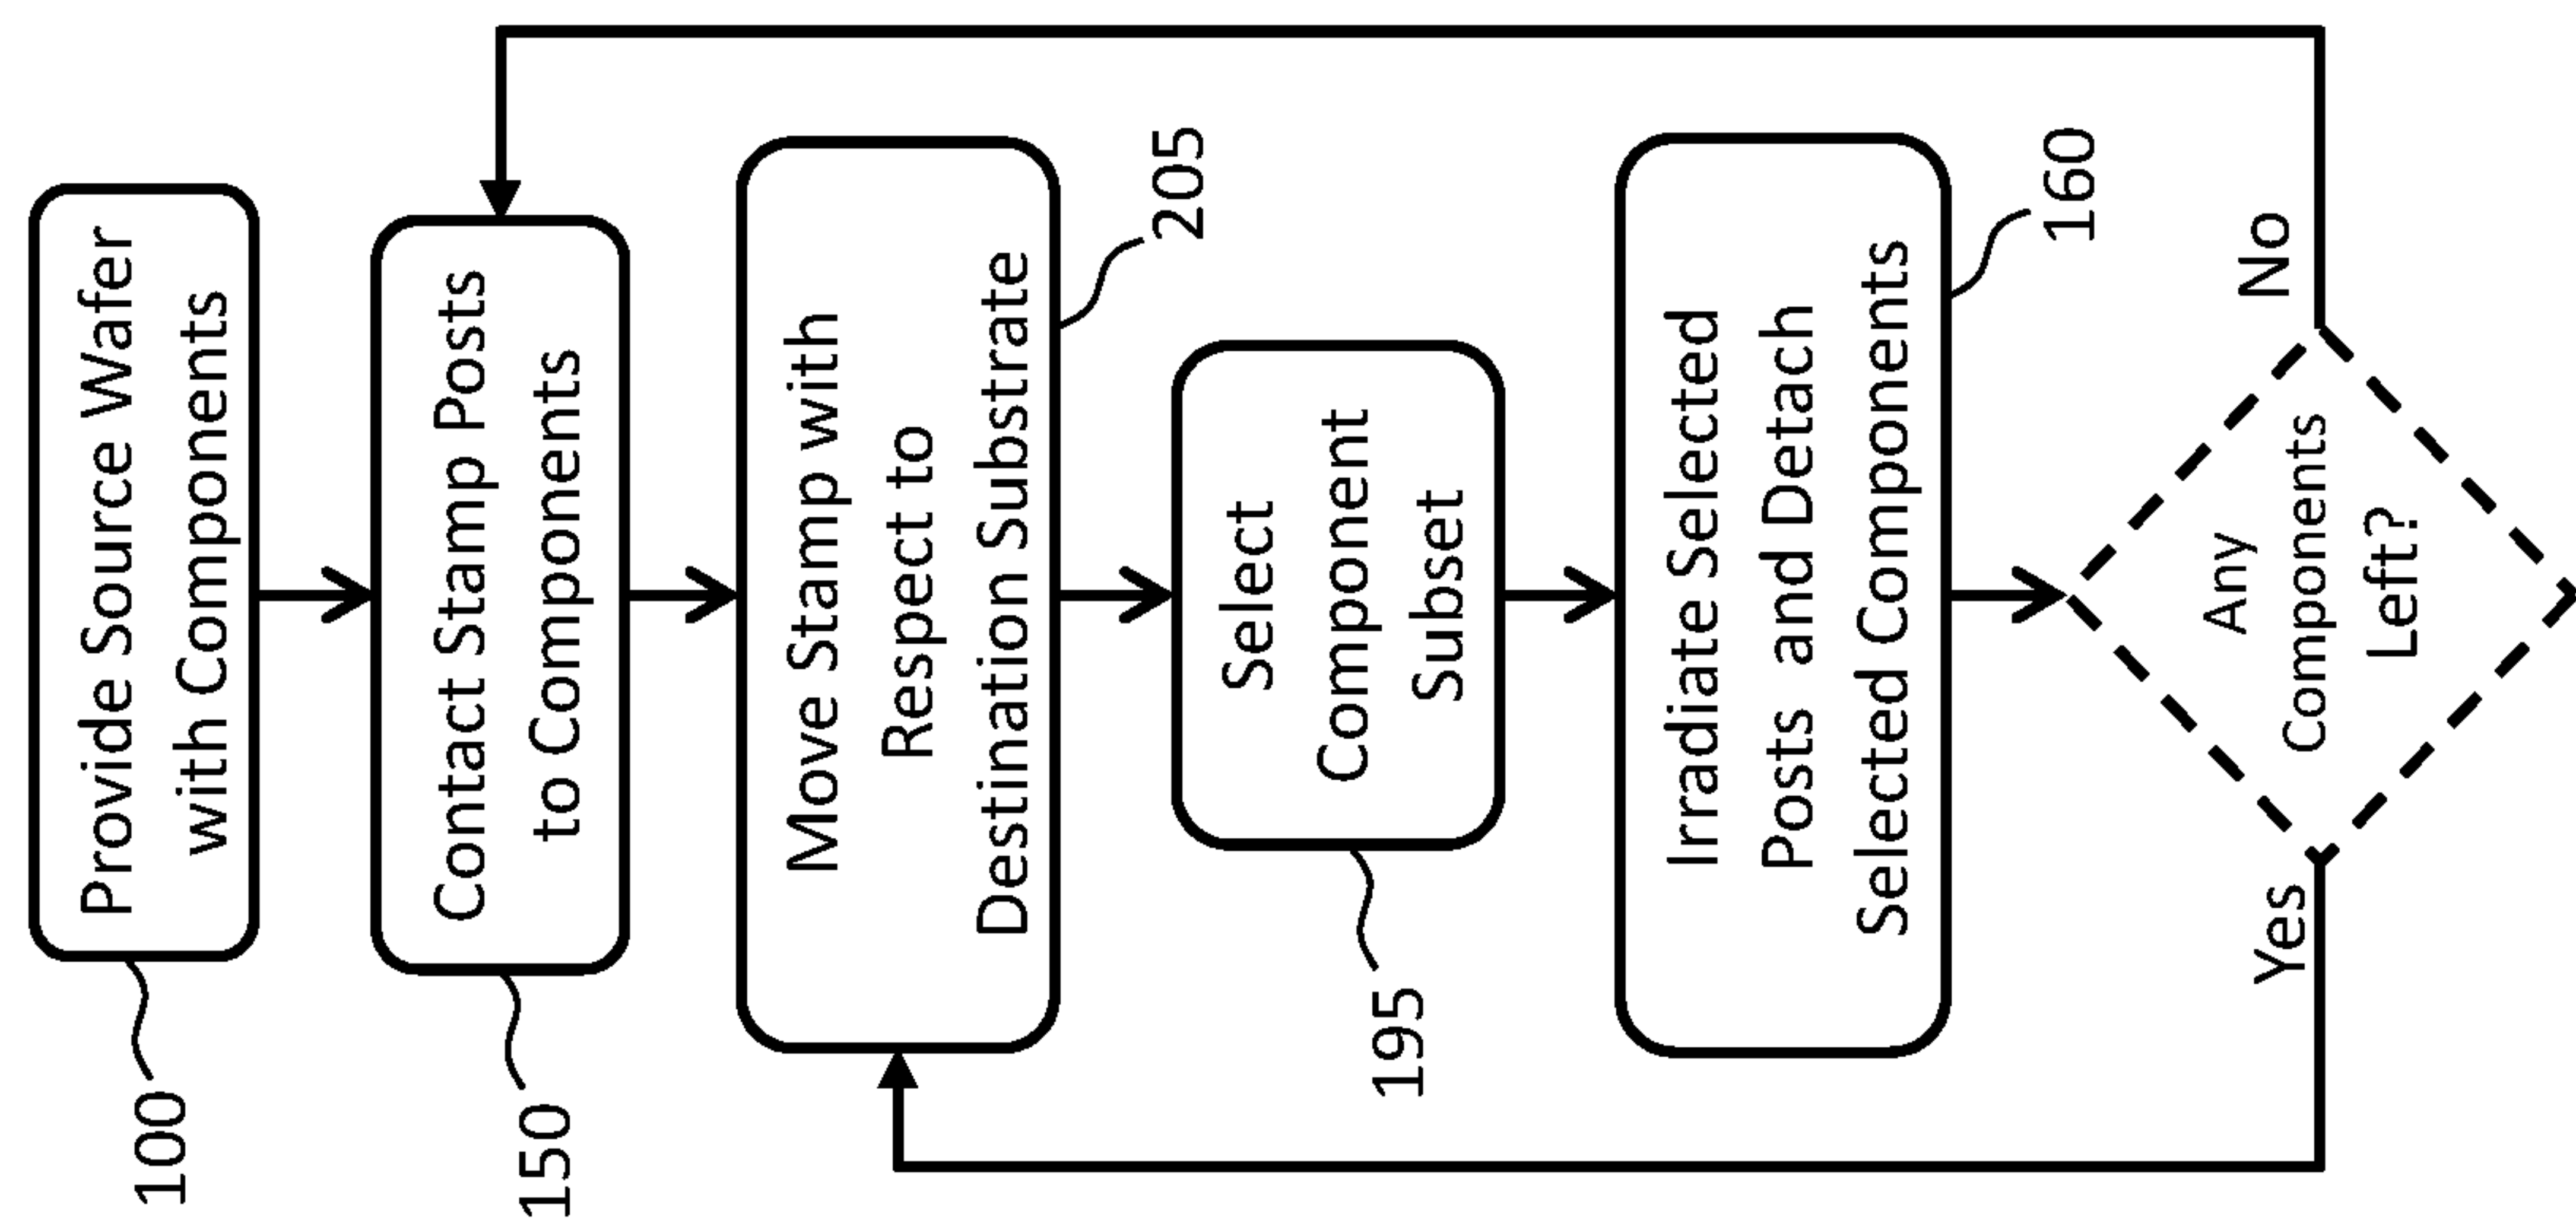 Provide Source Wafer
with Components
100
Contact Stamp Posts
to Components
150
Move Stamp with
Respect to
Destination Substrate
205
Select
Component
Subset
195
Irradiate Selected
Posts and Detach
Selected Components
160
Any
Components
Left?
Yes
No